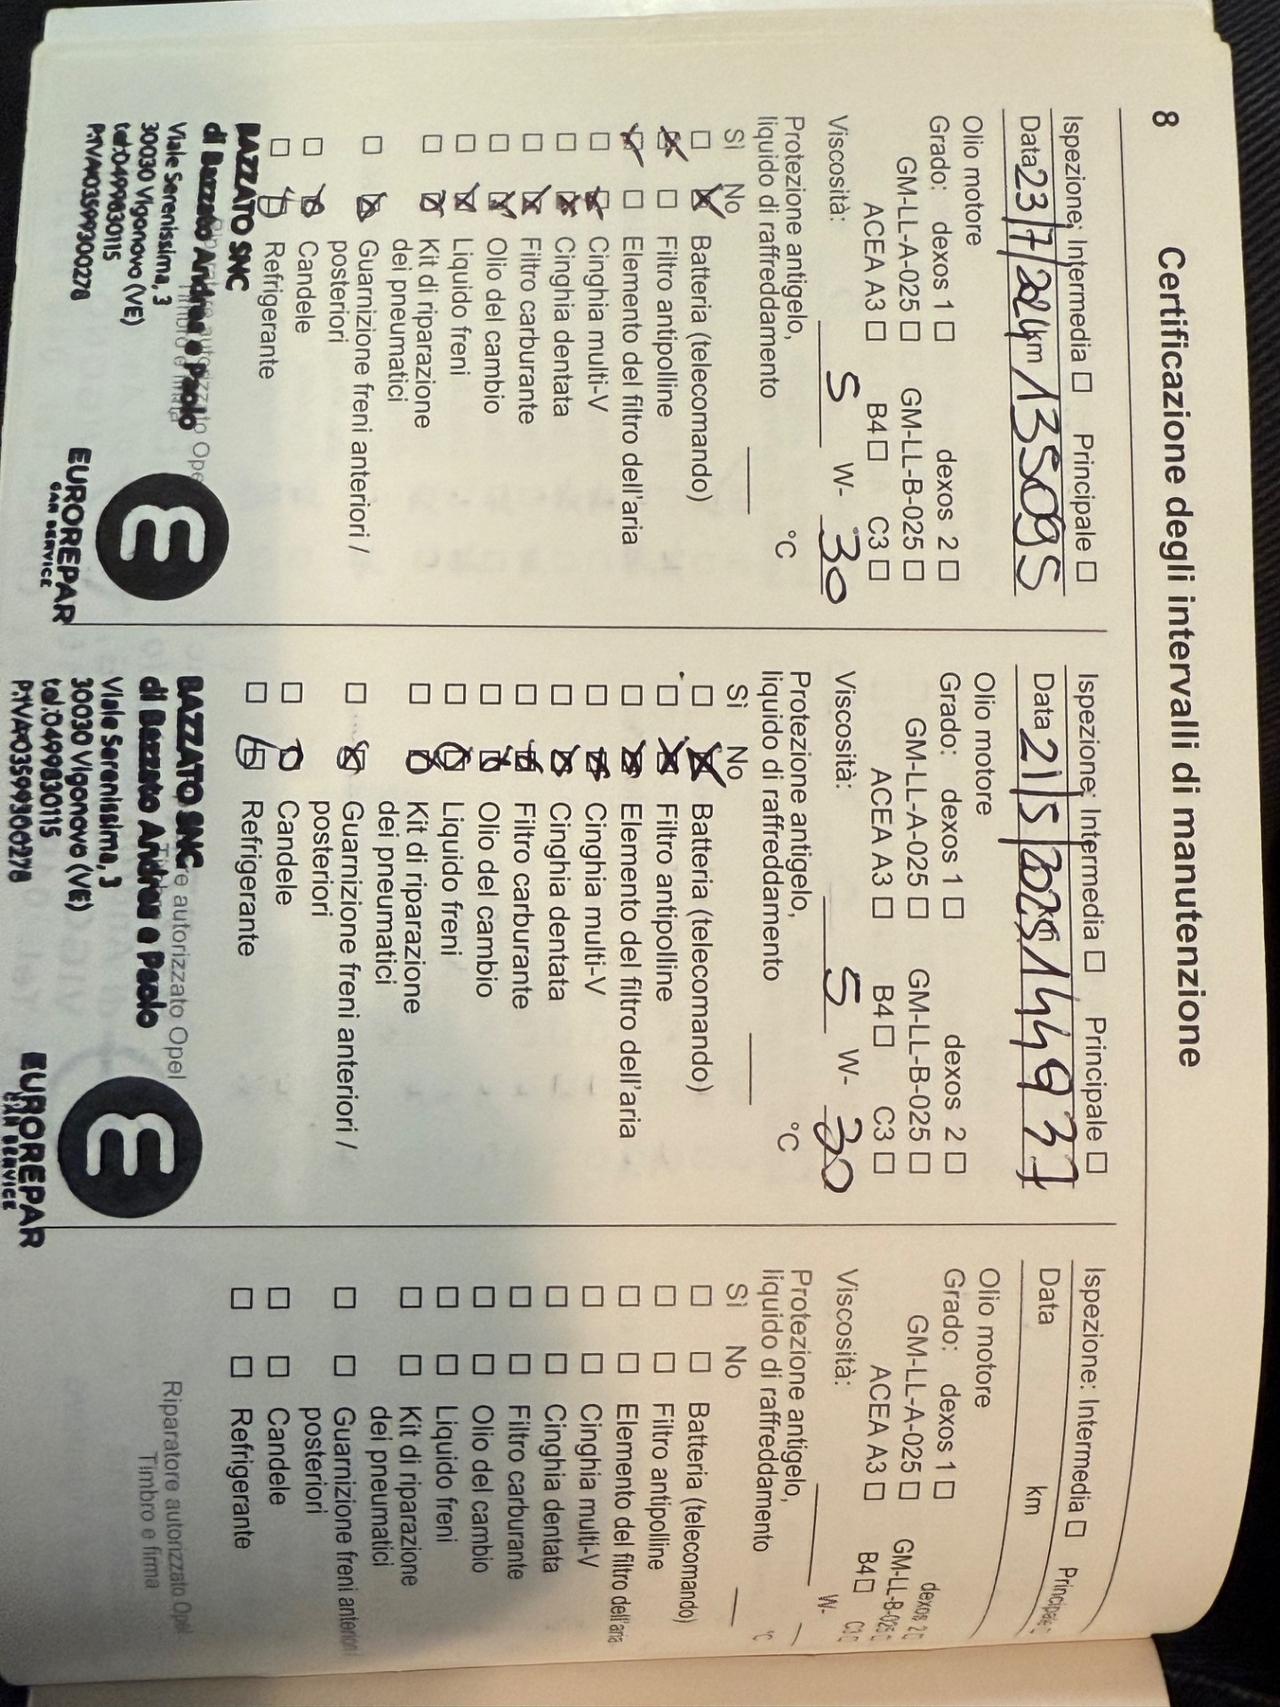 8
Certificazione degli intervalli di manutenzione
Ispezione: Intermedia ☐ Principale ☐
Data 23/7/2024 km 135095
Olio motore
Grado: dexos 1 ☐ dexos 2 ☐
GM-LL-A-025 ☐ GM-LL-B-025 ☐
ACEA A3 ☐ B4 ☐ C3 ☐
Viscosità: 5 W- 30
Protezione antigelo,
liquido di raffreddamento °C
Sì No
☐ ☒ Batteria (telecomando)
☒ ☐ Filtro antipolline
☒ ☐ Elemento del filtro dell'aria
☐ ☒ Cinghia multi-V
☐ ☒ Cinghia dentata
☐ ☒ Filtro carburante
☐ ☒ Olio del cambio
☐ ☒ Liquido freni
☐ ☒ Kit di riparazione
dei pneumatici
☐ ☒ Guarnizione freni anteriori /
posteriori
☐ ☒ Candele
☐ ☒ Refrigerante
BAZZATO SNC
di Bazzato Andrea e Paolo
Viale Serenissima, 3
30030 Vigonovo (VE)
tel:0499830115
P.IVA:03599300278
EUROREPAR
CAR SERVICE
Ispezione: Intermedia ☐ Principale ☐
Data 21/5/2025 144937
Olio motore
Grado: dexos 1 ☐ dexos 2 ☐
GM-LL-A-025 ☐ GM-LL-B-025 ☐
ACEA A3 ☐ B4 ☐ C3 ☐
Viscosità: 5 W- 30
Protezione antigelo,
liquido di raffreddamento °C
Sì No
☐ ☒ Batteria (telecomando)
☐ ☒ Filtro antipolline
☐ ☒ Elemento del filtro dell'aria
☐ ☒ Cinghia multi-V
☐ ☒ Cinghia dentata
☐ ☒ Filtro carburante
☐ ☒ Olio del cambio
☐ ☒ Liquido freni
☐ ☒ Kit di riparazione
dei pneumatici
☐ ☒ Guarnizione freni anteriori /
posteriori
☐ ☒ Candele
☐ ☒ Refrigerante
autorizzato Opel
BAZZATO SNC
di Bazzato Andrea e Paolo
Viale Serenissima, 3
30030 Vigonovo (VE)
tel:0499830115
P.IVA:03599300278
EUROREPAR
CAR SERVICE
Ispezione: Intermedia ☐ Principale
Data km
Olio motore
Grado: dexos 1 ☐ dexos 2 ☐
GM-LL-A-025 ☐ GM-LL-B-025 ☐
ACEA A3 ☐ B4 ☐ C3 ☐
Viscosità: W-
Protezione antigelo,
liquido di raffreddamento °C
Sì No
☐ ☐ Batteria (telecomando)
☐ ☐ Filtro antipolline
☐ ☐ Elemento del filtro dell'aria
☐ ☐ Cinghia multi-V
☐ ☐ Cinghia dentata
☐ ☐ Filtro carburante
☐ ☐ Olio del cambio
☐ ☐ Liquido freni
☐ ☐ Kit di riparazione
dei pneumatici
☐ ☐ Guarnizione freni anteriori
posteriori
☐ ☐ Candele
☐ ☐ Refrigerante
Riparatore autorizzato Opel
Timbro e firma